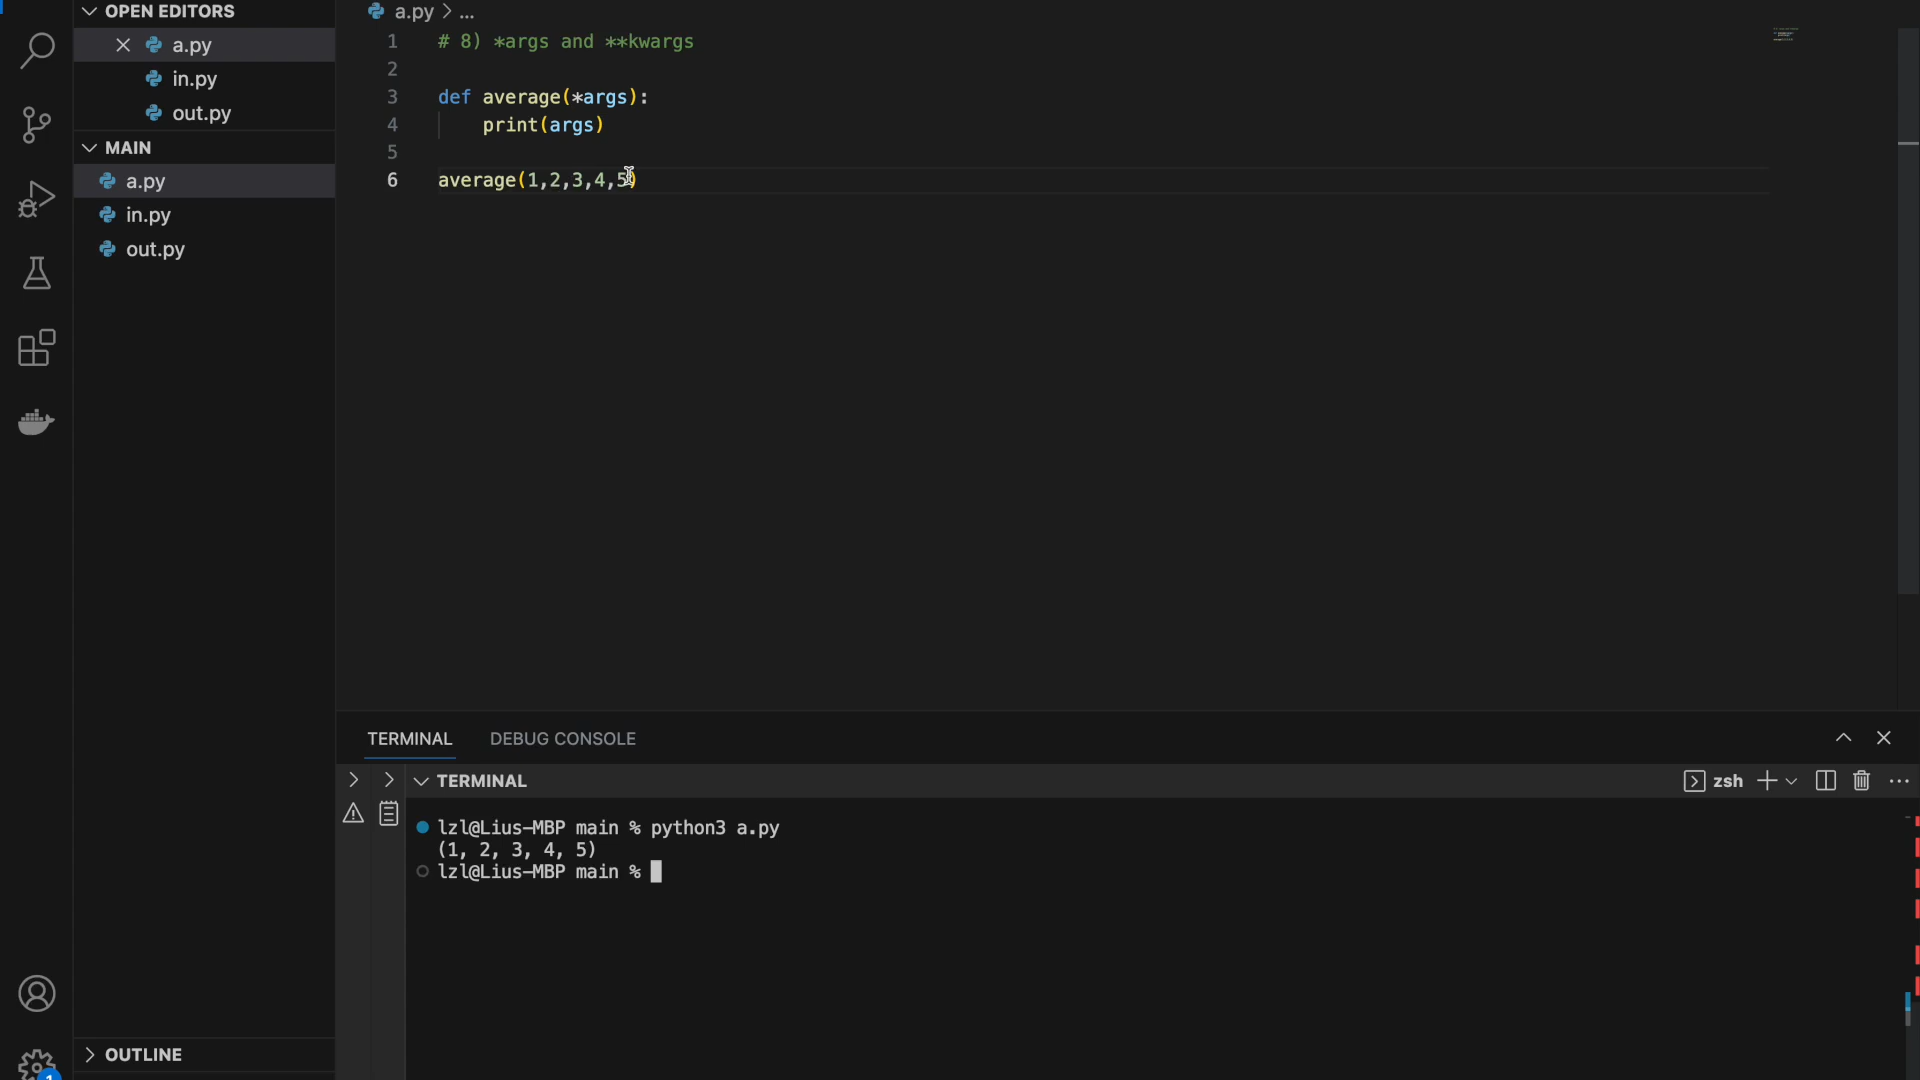 OPEN EDITORS
a.py
in.py
out.py
MAIN
a.py
in.py
out.py
OUTLINE
1
a.py > ...
1 # 8) *args and **kwargs
2
3 def average(*args):
4 print(args)
5
6 average(1,2,3,4,5)
TERMINAL DEBUG CONSOLE
TERMINAL zsh
lzl@Lius-MBP main % python3 a.py
(1, 2, 3, 4, 5)
lzl@Lius-MBP main %